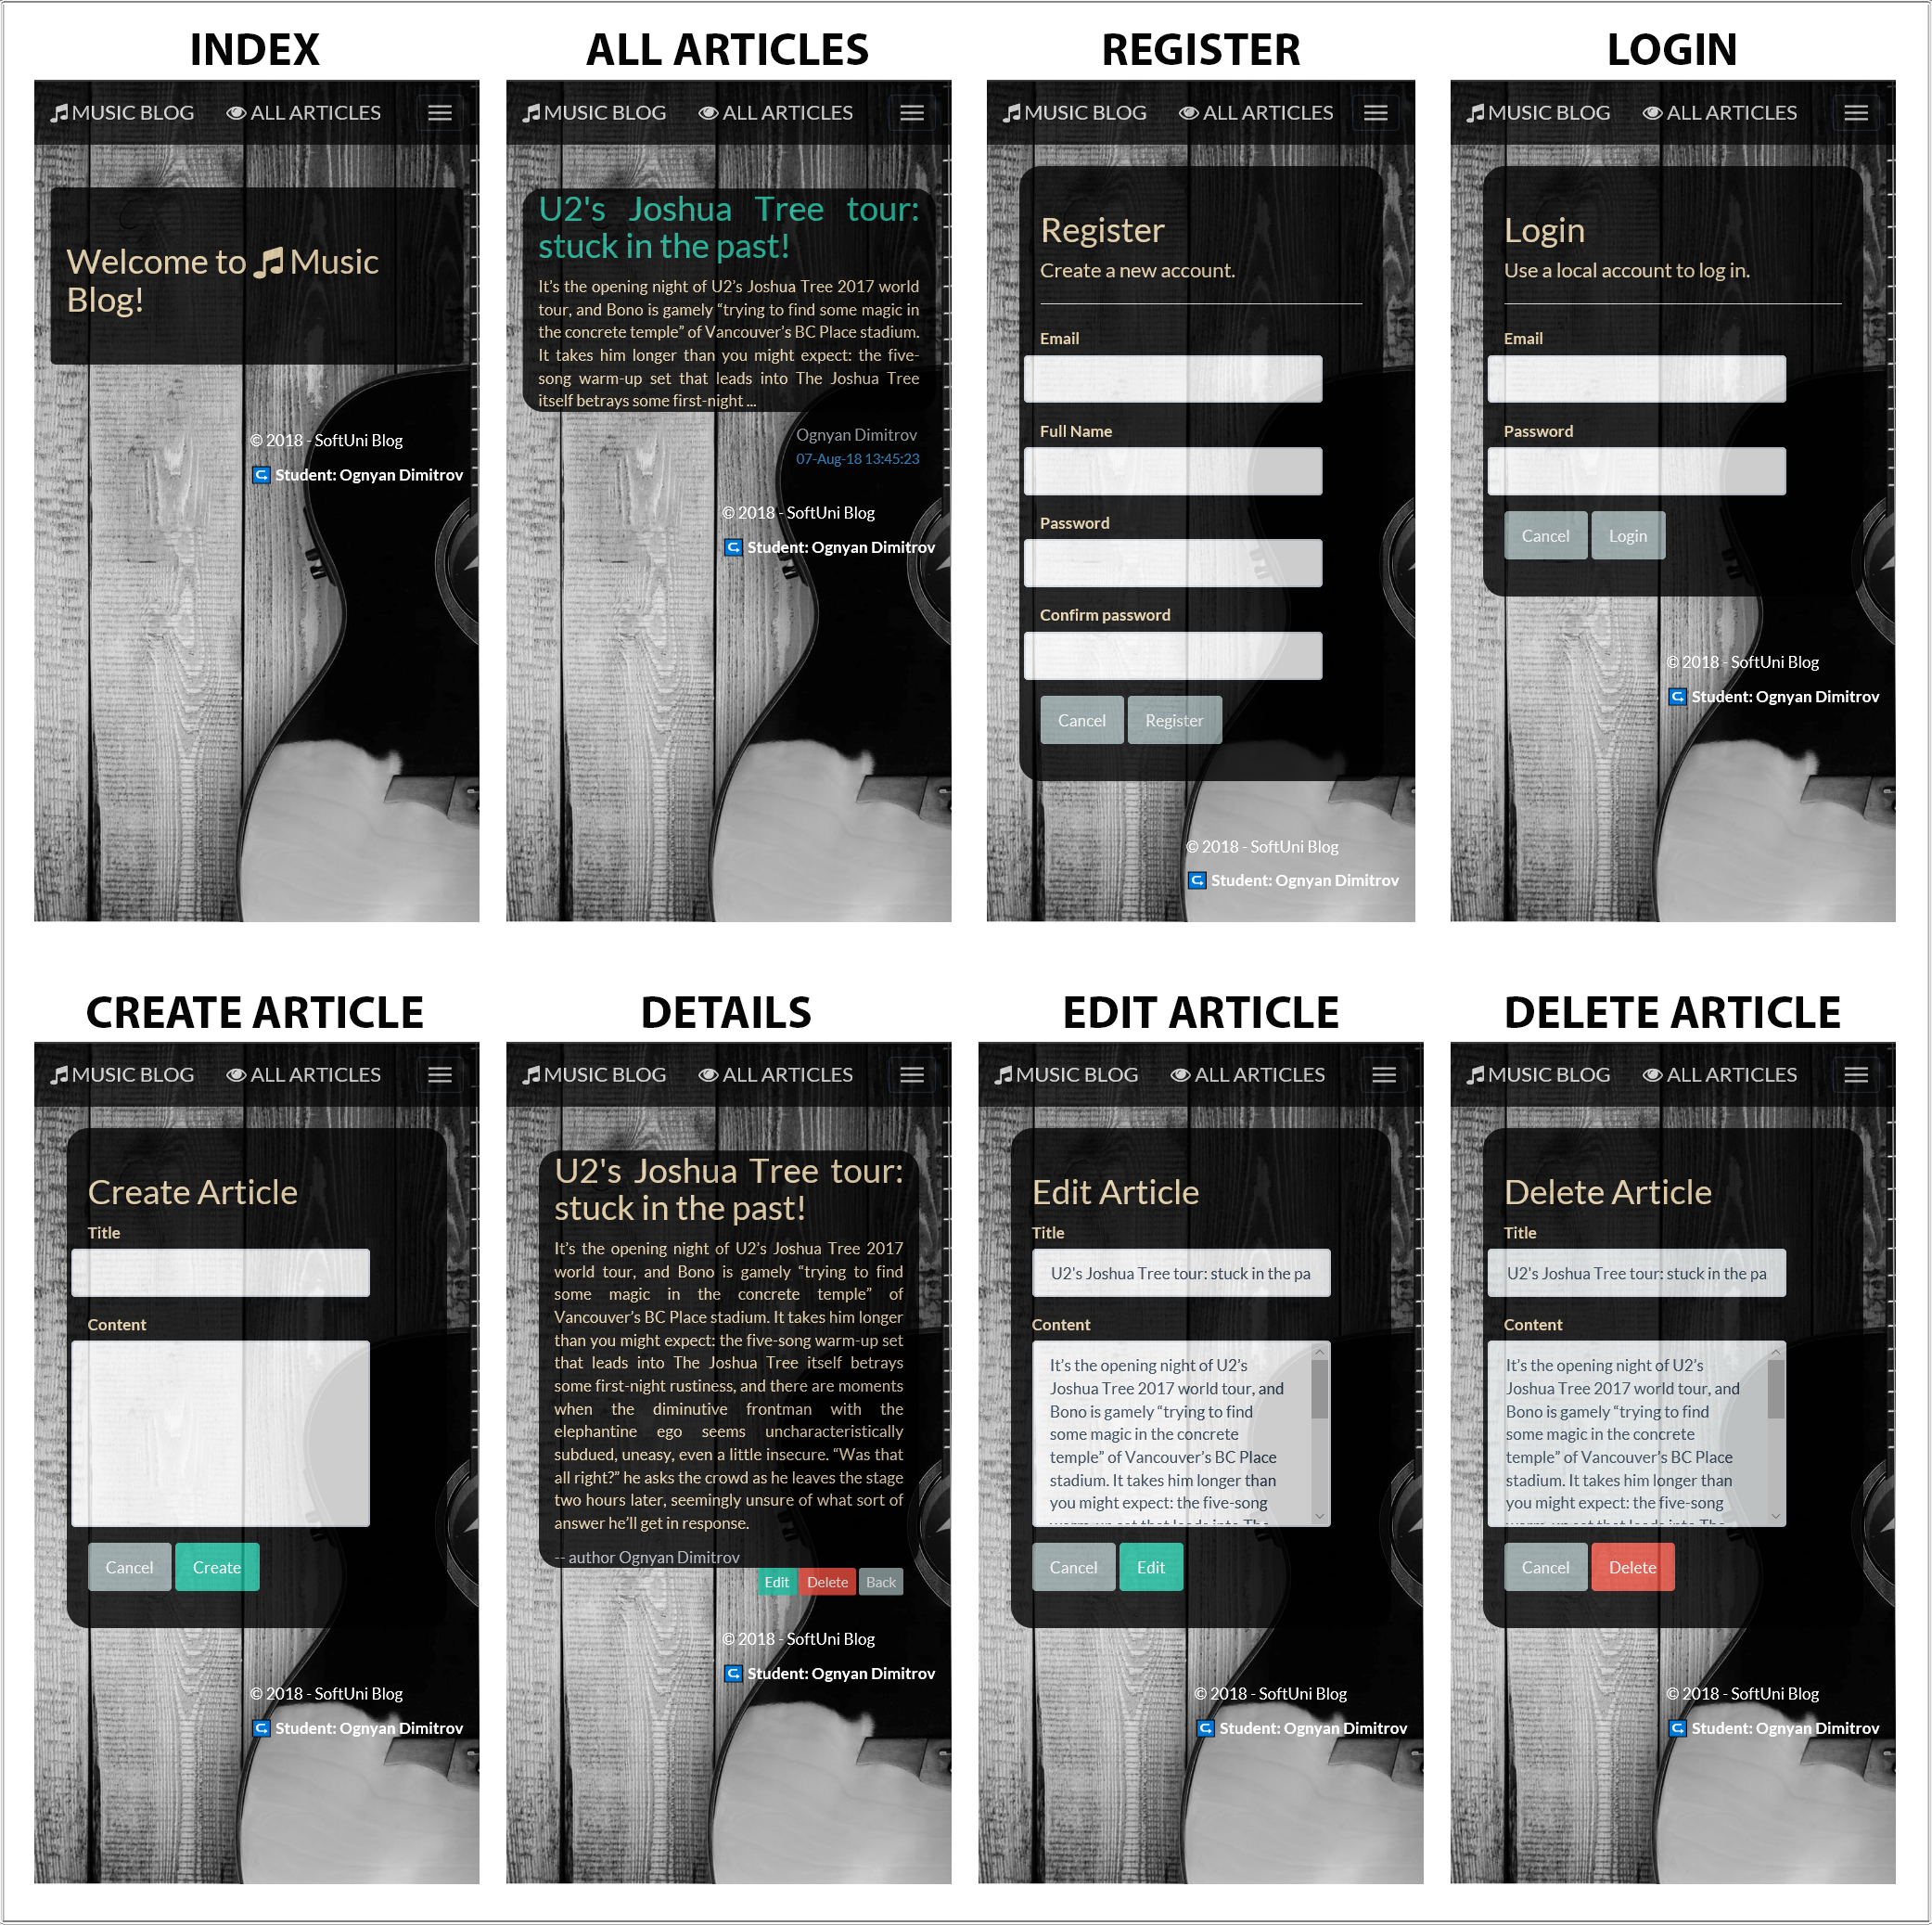 INDEX
MUSIC BLOG ALL ARTICLES
Welcome to Music
Blog!
© 2018 - SoftUni Blog
Student: Ognyan Dimitrov
ALL ARTICLES
MUSIC BLOG ALL ARTICLES
U2's Joshua Tree tour:
stuck in the past!
It's the opening night of U2's Joshua Tree 2017 world
tour, and Bono is gamely “trying to find some magic in
the concrete temple” of Vancouver's BC Place stadium.
It takes him longer than you might expect: the five-
song warm-up set that leads into The Joshua Tree
itself betrays some first-night ...
Ognyan Dimitrov
07-Aug-18 13:45:23
© 2018 - SoftUni Blog
Student: Ognyan Dimitrov
REGISTER
MUSIC BLOG ALL ARTICLES
Register
Create a new account.
Email
Full Name
Password
Confirm password
Cancel Register
© 2018 - SoftUni Blog
Student: Ognyan Dimitrov
LOGIN
MUSIC BLOG ALL ARTICLES
Login
Use a local account to log in.
Email
Password
Cancel Login
© 2018 - SoftUni Blog
Student: Ognyan Dimitrov
CREATE ARTICLE
MUSIC BLOG ALL ARTICLES
Create Article
Title
Content
Cancel Create
© 2018 - SoftUni Blog
Student: Ognyan Dimitrov
DETAILS
MUSIC BLOG ALL ARTICLES
U2's Joshua Tree tour:
stuck in the past!
It's the opening night of U2's Joshua Tree 2017
world tour, and Bono is gamely “trying to find
some magic in the concrete temple” of
Vancouver's BC Place stadium. It takes him longer
than you might expect: the five-song warm-up set
that leads into The Joshua Tree itself betrays
some first-night rustiness, and there are moments
when the diminutive frontman with the
elephantine ego seems uncharacteristically
subdued, uneasy, even a little insecure. “Was that
all right?” he asks the crowd as he leaves the stage
two hours later, seemingly unsure of what sort of
answer he'll get in response.
-- author Ognyan Dimitrov
Edit Delete Back
© 2018 - SoftUni Blog
Student: Ognyan Dimitrov
EDIT ARTICLE
MUSIC BLOG ALL ARTICLES
Edit Article
Title
U2's Joshua Tree tour: stuck in the pa
Content
It's the opening night of U2's
Joshua Tree 2017 world tour, and
Bono is gamely “trying to find
some magic in the concrete
temple” of Vancouver's BC Place
stadium. It takes him longer than
you might expect: the five-song
warm-up set that leads into The
Cancel Edit
© 2018 - SoftUni Blog
Student: Ognyan Dimitrov
DELETE ARTICLE
MUSIC BLOG ALL ARTICLES
Delete Article
Title
U2's Joshua Tree tour: stuck in the pa
Content
It's the opening night of U2's
Joshua Tree 2017 world tour, and
Bono is gamely “trying to find
some magic in the concrete
temple” of Vancouver's BC Place
stadium. It takes him longer than
you might expect: the five-song
warm-up set that leads into The
Cancel Delete
© 2018 - SoftUni Blog
Student: Ognyan Dimitrov